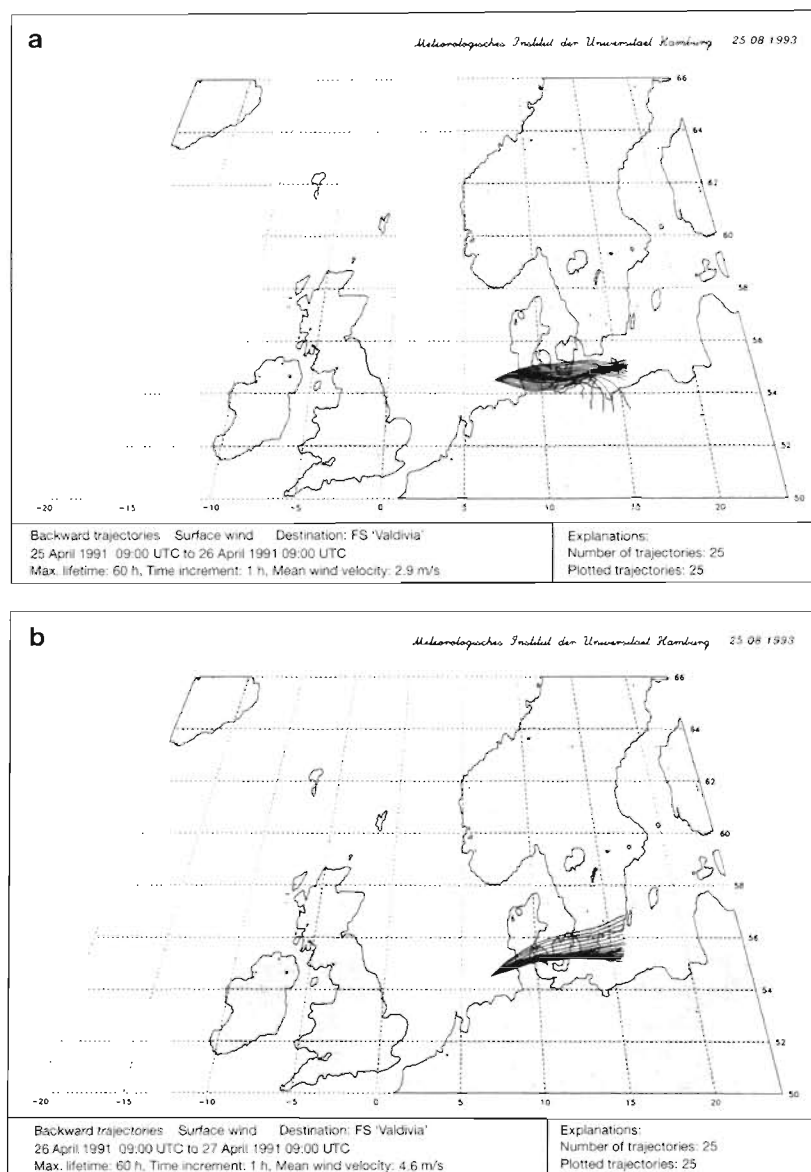 a
Meteorologisches Institut der Universitaet Hamburg 25 08 1993
66
64
62
60
58
56
54
52
50
-20 -15 -10 -5 0 5 10 15 20
Backward trajectories Surface wind Destination: FS 'Valdivia'
25 April 1991 09:00 UTC to 26 April 1991 09:00 UTC
Max. lifetime: 60 h, Time increment: 1 h, Mean wind velocity: 2.9 m/s
Explanations:
Number of trajectories: 25
Plotted trajectories: 25
b
Meteorologisches Institut der Universitaet Hamburg 25 08 1993
66
64
62
60
58
56
54
52
50
-20 -15 -10 -5 0 5 10 15 20
Backward trajectories Surface wind Destination: FS 'Valdivia'
26 April 1991 09:00 UTC to 27 April 1991 09:00 UTC
Max. lifetime: 60 h, Time increment: 1 h, Mean wind velocity: 4.6 m/s
Explanations:
Number of trajectories: 25
Plotted trajectories: 25